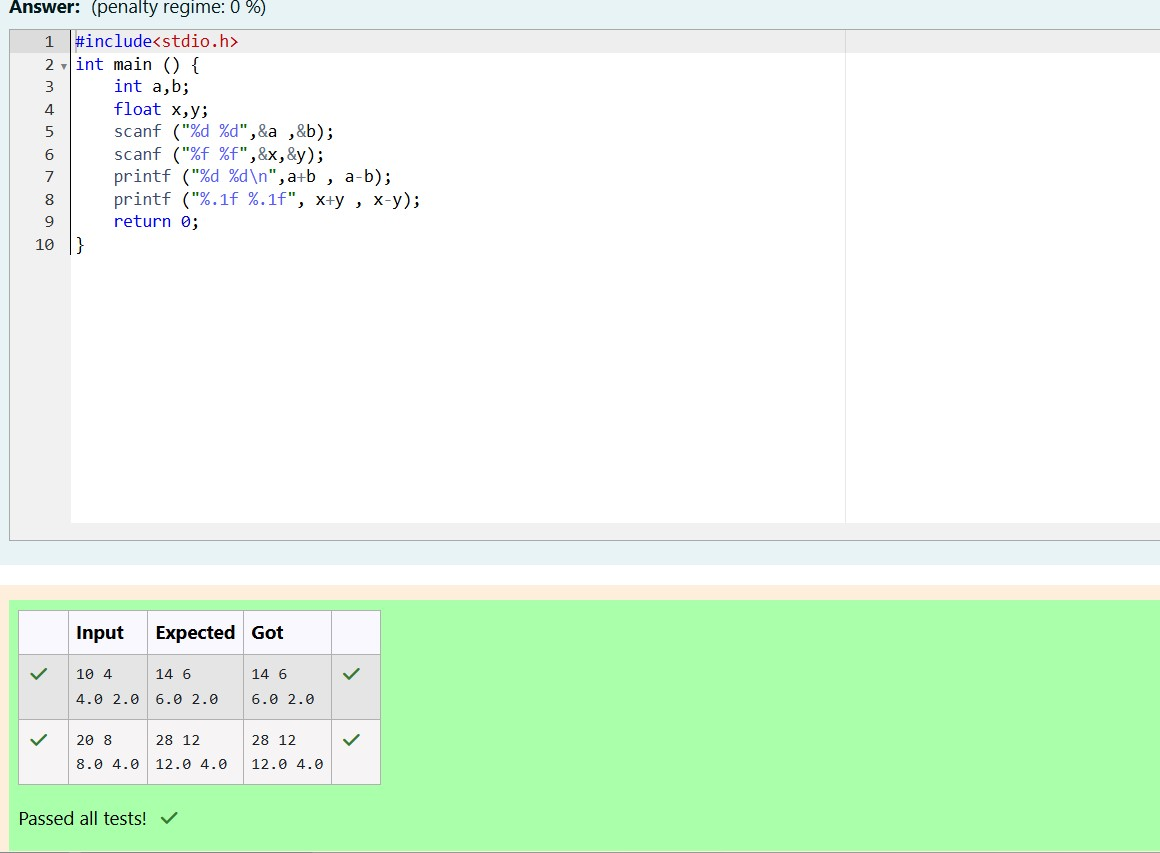 Answer: (penalty regime: 0 %)
1 #include<stdio.h>
2 int main () {
3 int a,b;
4 float x,y;
5 scanf ("%d %d",&a ,&b);
6 scanf ("%f %f",&x,&y);
7 printf ("%d %d\n",a+b , a-b);
8 printf ("%.1f %.1f", x+y , x-y);
9 return 0;
10 }
Input Expected Got
10 4 14 6 14 6
4.0 2.0 6.0 2.0 6.0 2.0
20 8 28 12 28 12
8.0 4.0 12.0 4.0 12.0 4.0
Passed all tests!